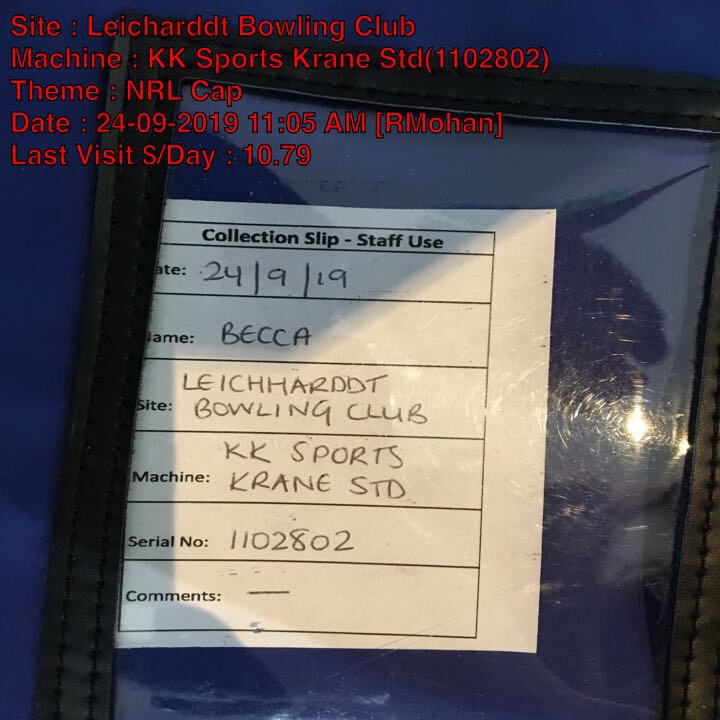 Site : Leicharddt Bowling Club
Machine : KK Sports Krane Std(1102802)
Theme : NRL Cap
Date : 24-09-2019 11:05 AM [RMohan]
Last Visit S/Day : 10.79
Collection Slip - Staff Use
ate: 24/9/19
ame: BECCA
LEICHHARDDT
Site: BOWLING CLUB
KK SPORTS
Machine: KRANE STD
Serial No: 1102802
Comments: —